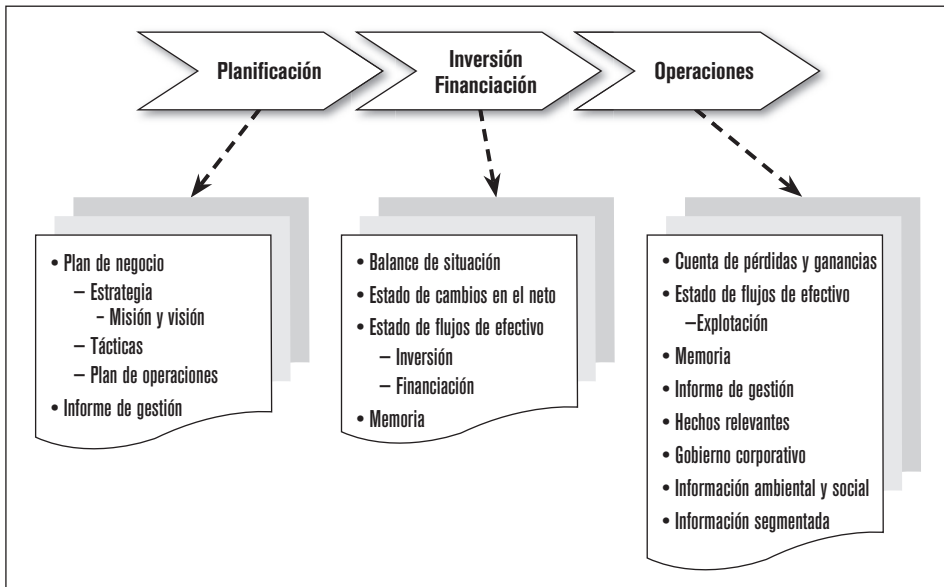 Planificación
Inversión
Financiación
Operaciones
• Plan de negocio
– Estrategia
– Misión y visión
– Tácticas
– Plan de operaciones
• Informe de gestión
• Balance de situación
• Estado de cambios en el neto
• Estado de flujos de efectivo
– Inversión
– Financiación
• Memoria
• Cuenta de pérdidas y ganancias
• Estado de flujos de efectivo
–Explotación
• Memoria
• Informe de gestión
• Hechos relevantes
• Gobierno corporativo
• Información ambiental y social
• Información segmentada